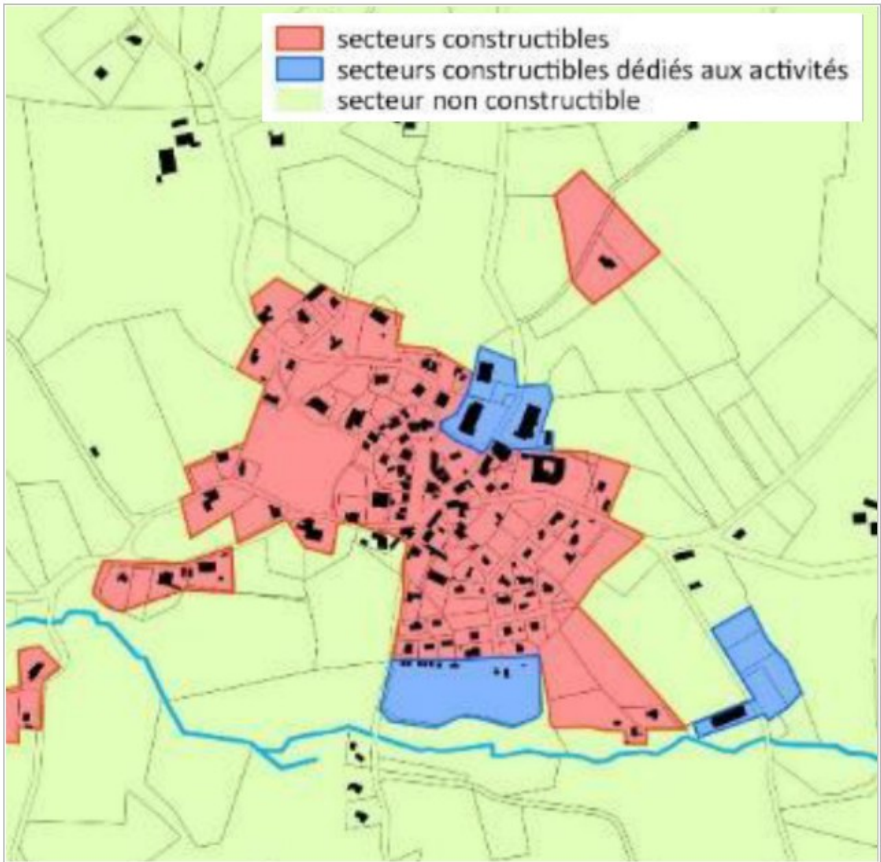 secteurs constructibles
secteurs constructibles dédiés aux activités
secteur non constructible